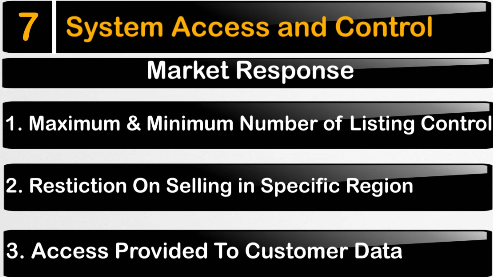 7 System Access and Control
Market Response
1. Maximum & Minimum Number of Listing Control
2. Restiction On Selling in Specific Region
3. Access Provided To Customer Data